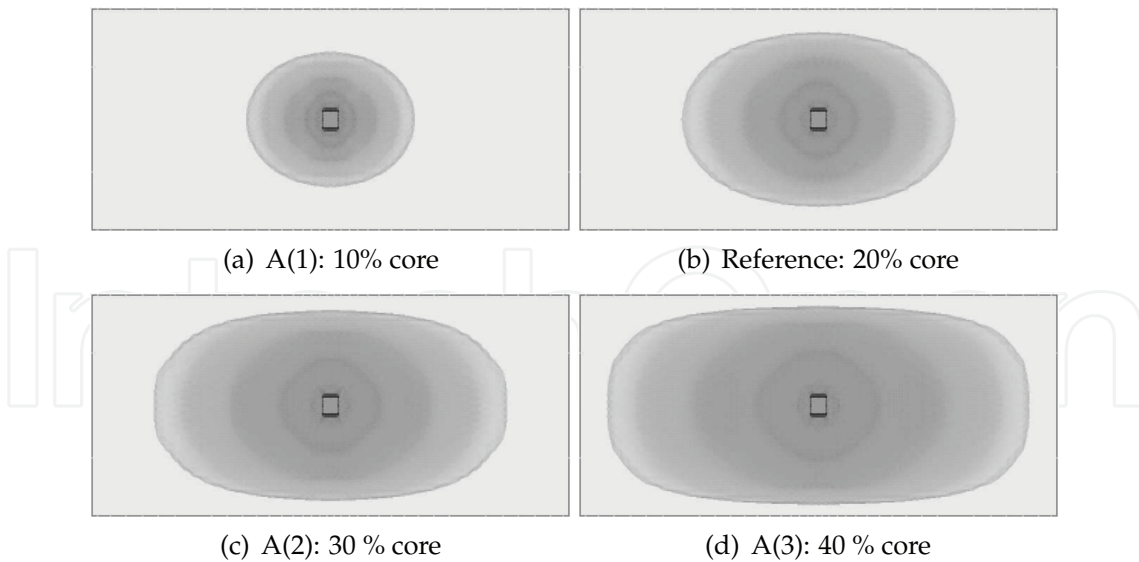 (a) A(1): 10% core
(b) Reference: 20% core
(c) A(2): 30 % core
(d) A(3): 40 % core